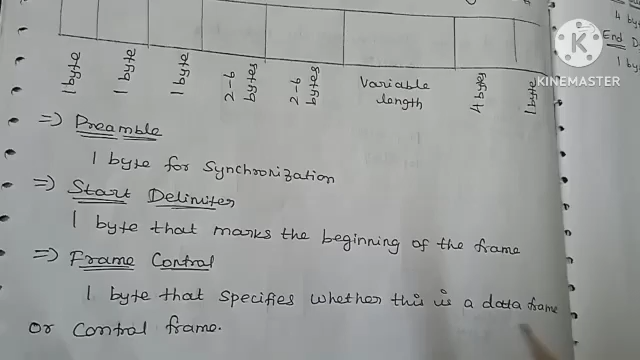 4 by
End D
1 by
KINEMASTER
1 byte 1 byte 1 byte 2-6 bytes 2-6 bytes Variable length 4 bytes 1 byte
=> Preamble
1 byte for Synchronization
=> Start Delimiter
1 byte that marks the beginning of the frame
=> Frame Control
1 byte that Specifies whether this is a data frame
or Control frame.